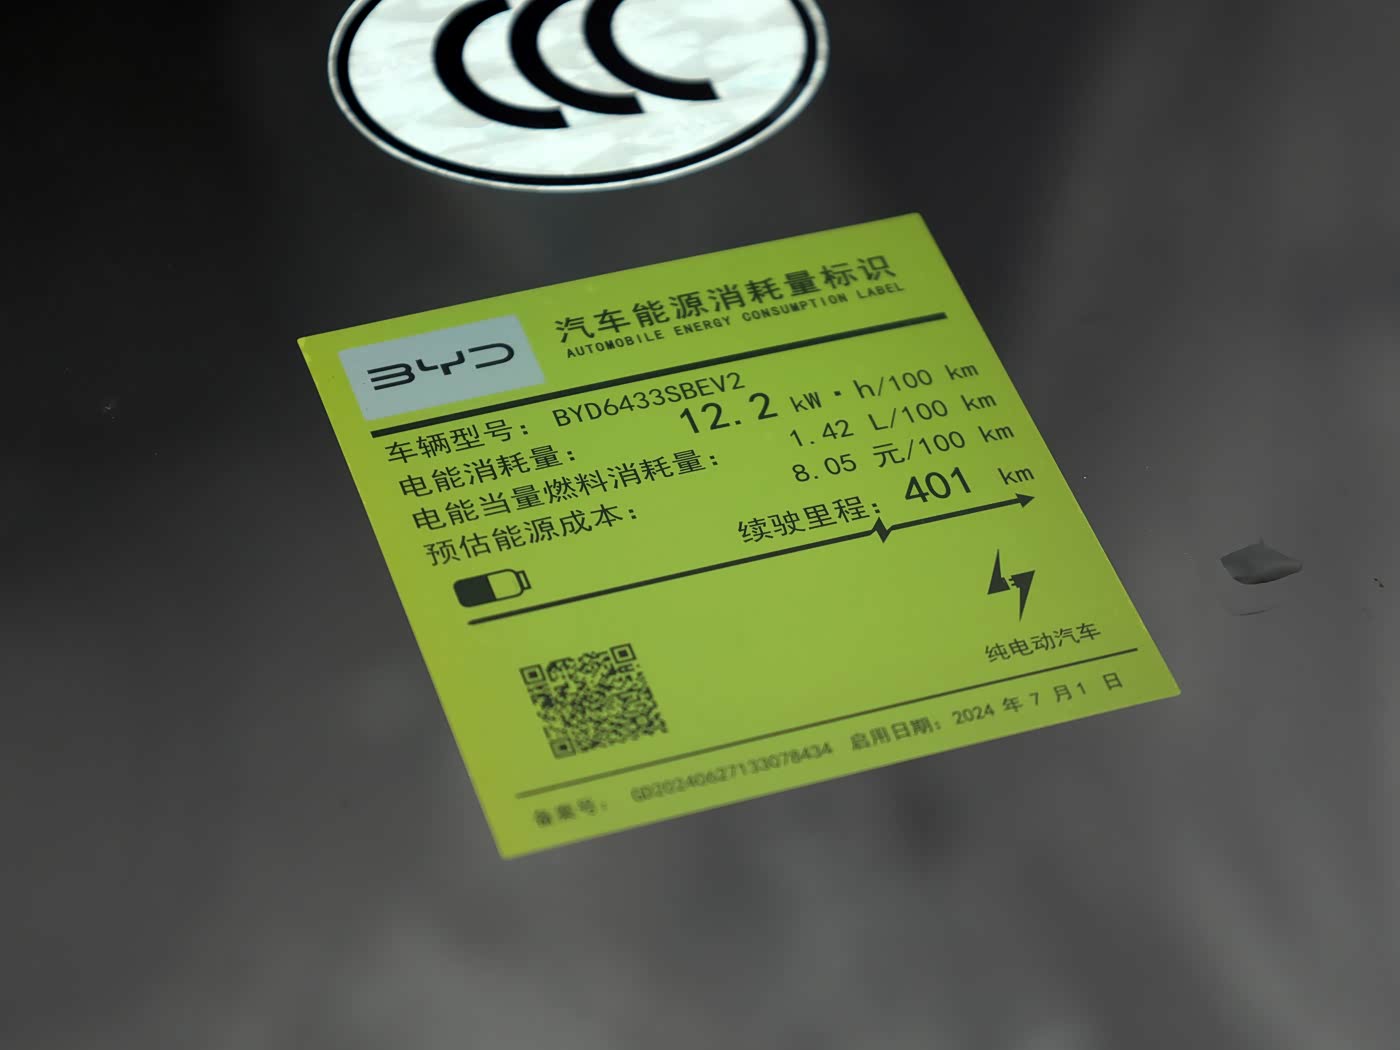 CCC
BYD
汽车能源消耗量标识
AUTOMOBILE ENERGY CONSUMPTION LABEL
车辆型号: BYD6433SBEV2
电能消耗量: 12.2 kW·h/100 km
电能当量燃料消耗量: 1.42 L/100 km
预估能源成本: 8.05 元/100 km
续驶里程: 401 km
纯电动汽车
备案号: GDZ20240627133078434 启用日期: 2024 年 7 月1 日